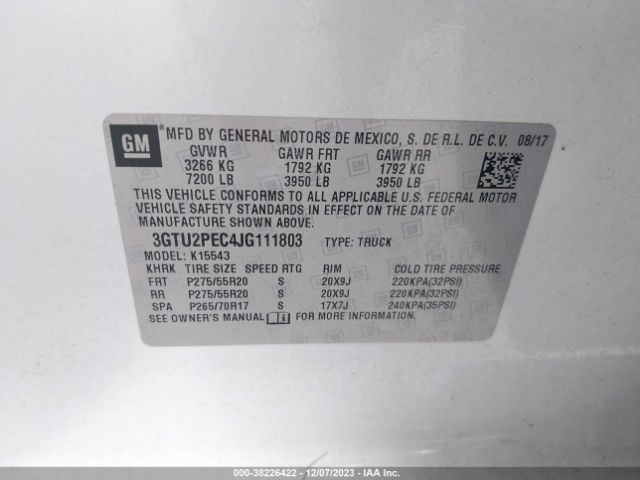 GM ®MFD BY GENERAL MOTORS DE MEXICO, S. DE R.L. DE C.V. 08/17
GVWR GAWR FRT GAWR RR
3266 KG 1792 KG 1792 KG
7200 LB 3950 LB 3950 LB
THIS VEHICLE CONFORMS TO ALL APPLICABLE U.S. FEDERAL MOTOR
VEHICLE SAFETY STANDARDS IN EFFECT ON THE DATE OF
MANUFACTURE SHOWN ABOVE.
3GTU2PEC4JG111803 TYPE: TRUCK
MODEL: K15543
KHRK TIRE SIZE SPEED RTG RIM COLD TIRE PRESSURE
FRT P275/55R20 S 20X9J 220KPA(32PSI)
RR P275/55R20 S 20X9J 220KPA(32PSI)
SPA P265/70R17 S 17X7J 240KPA(35PSI)
SEE OWNER'S MANUAL FOR MORE INFORMATION.
000-38226422 - 12/07/2023 - IAA Inc.